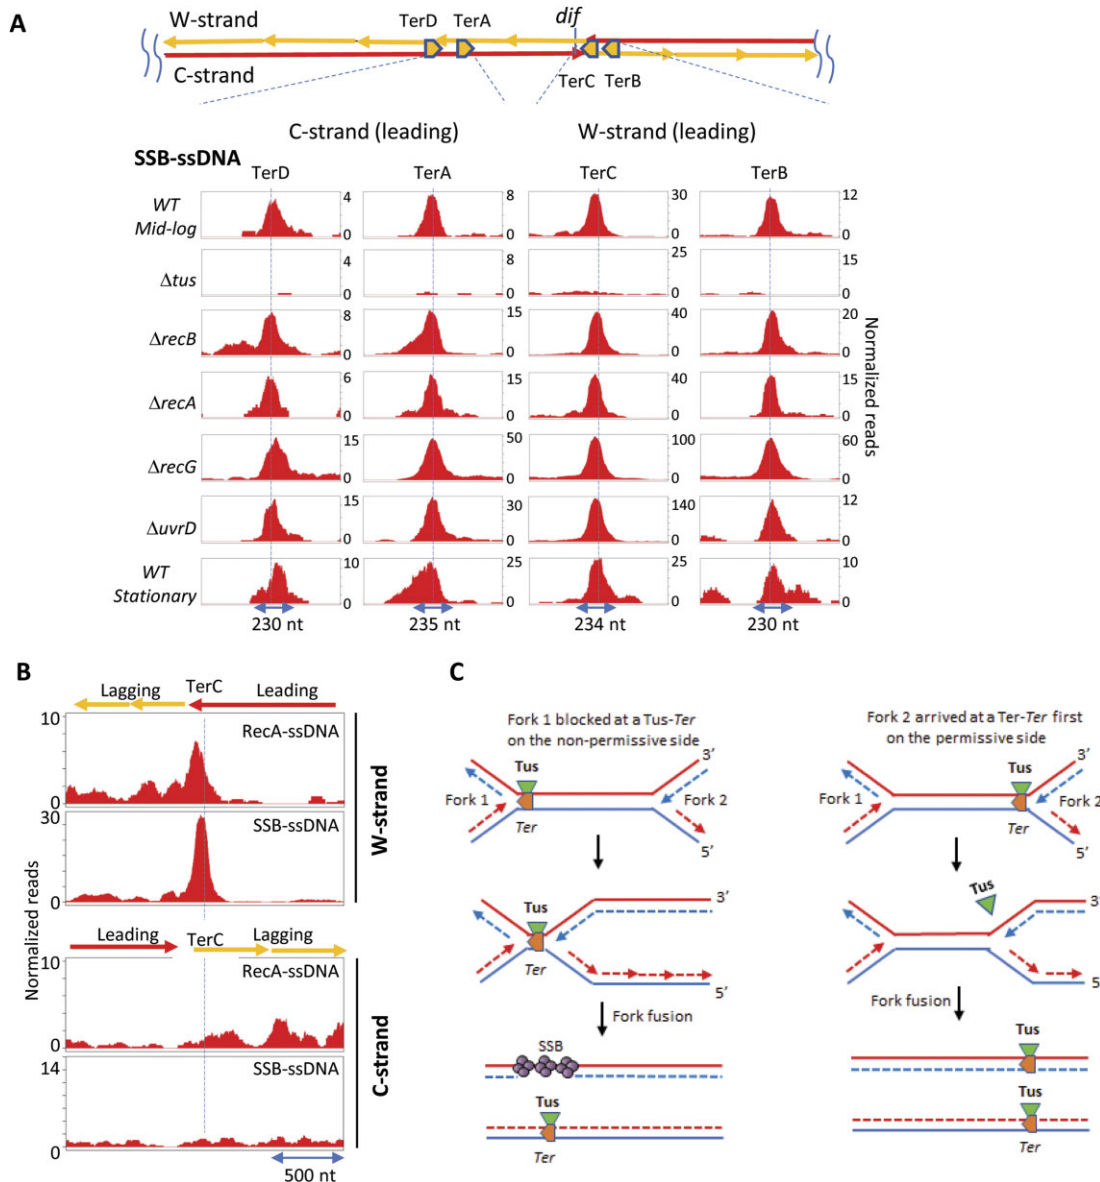 A
W-strand
C-strand
TerD TerA dif
TerC TerB
C-strand (leading) W-strand (leading)
SSB-ssDNA
TerD TerA TerC TerB
WT
Mid-log
4 8 30 12
0 0 0 0
Δtus
4 8 25 15
0 0 0 0
ΔrecB
8 15 40 20
0 0 0 0
ΔrecA
6 15 40 15
0 0 0 0
ΔrecG
15 50 100 60
0 0 0 0
ΔuvrD
15 30 140 12
0 0 0 0
WT
Stationary
10 25 25 10
0 0 0 0
Normalized reads
230 nt 235 nt 234 nt 230 nt
B
Lagging TerC Leading
10 RecA-ssDNA
0
30 SSB-ssDNA
0
W-strand
Normalized reads
Leading TerC Lagging
10 RecA-ssDNA
0
14 SSB-ssDNA
0
C-strand
500 nt
C
Fork 1 blocked at a Tus-Ter
on the non-permissive side
Tus 3'
Fork 1 Fork 2
Ter
5'
Tus 3'
Ter
5'
Fork fusion
SSB
Tus
Ter
Fork 2 arrived at a Ter-Ter first
on the permissive side
Tus 3'
Fork 1 Fork 2
Ter
5'
Tus
3'
5'
Fork fusion
Tus
Tus
Ter